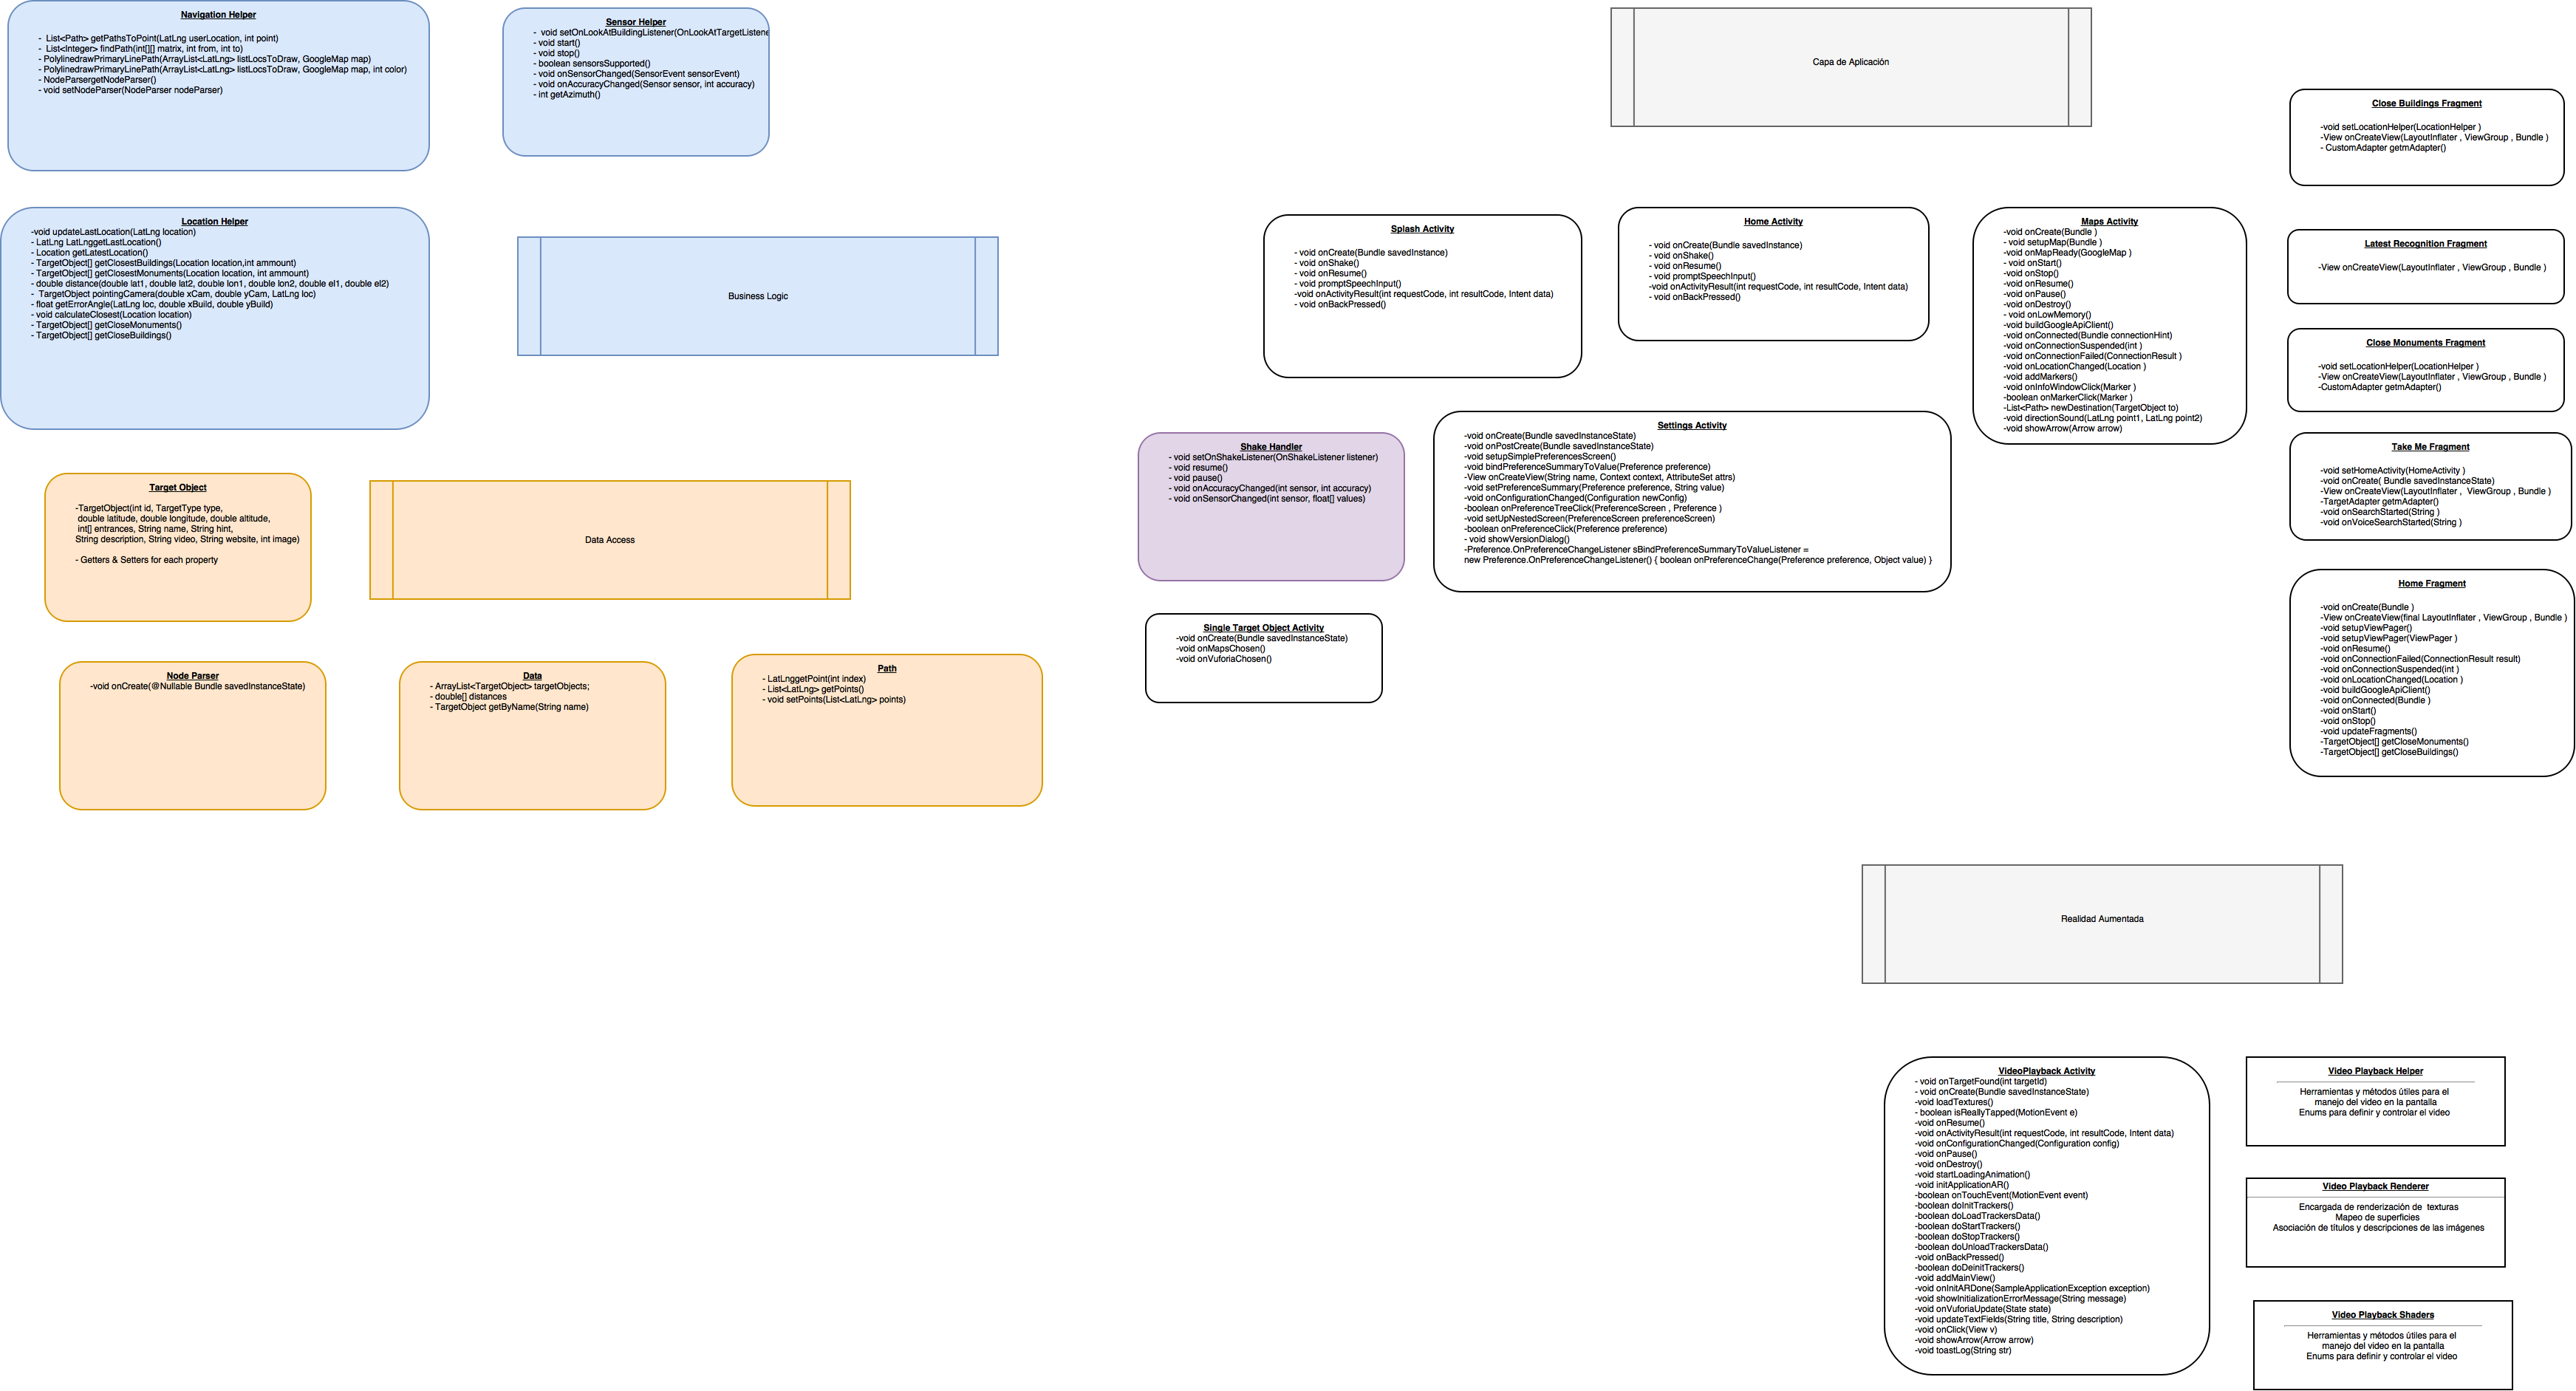 Navigation Helper
-  List<Path> getPathsToPoint(LatLng userLocation, int point)
-  List<Integer> findPath(int[][] matrix, int from, int to)
- PolylinedrawPrimaryLinePath(ArrayList<LatLng> listLocsToDraw, GoogleMap map)
- PolylinedrawPrimaryLinePath(ArrayList<LatLng> listLocsToDraw, GoogleMap map, int color)
- NodeParsergetNodeParser()
- void setNodeParser(NodeParser nodeParser)
Sensor Helper
-  void setOnLookAtBuildingListener(OnLookAtTargetListene
- void start()
- void stop()
- boolean sensorsSupported()
- void onSensorChanged(SensorEvent sensorEvent)
- void onAccuracyChanged(Sensor sensor, int accuracy)
- int getAzimuth()
Location Helper
-void updateLastLocation(LatLng location)
- LatLng LatLnggetLastLocation()
- Location getLatestLocation()
- TargetObject[] getClosestBuildings(Location location,int ammount)
- TargetObject[] getClosestMonuments(Location location, int ammount)
- double distance(double lat1, double lat2, double lon1, double lon2, double el1, double el2)
-  TargetObject pointingCamera(double xCam, double yCam, LatLng loc)
- float getErrorAngle(LatLng loc, double xBuild, double yBuild)
- void calculateClosest(Location location)
- TargetObject[] getCloseMonuments()
- TargetObject[] getCloseBuildings()
Business Logic
Target Object
-TargetObject(int id, TargetType type,
double latitude, double longitude, double altitude,
int[] entrances, String name, String hint,
String description, String video, String website, int image)
- Getters & Setters for each property
Data Access
Node Parser
-void onCreate(@Nullable Bundle savedInstanceState)
Data
- ArrayList<TargetObject> targetObjects;
- double[] distances
- TargetObject getByName(String name)
Path
- LatLnggetPoint(int index)
- List<LatLng> getPoints()
- void setPoints(List<LatLng> points)
Capa de Aplicación
Splash Activity
- void onCreate(Bundle savedInstance)
- void onShake()
- void onResume()
- void promptSpeechInput()
-void onActivityResult(int requestCode, int resultCode, Intent data)
- void onBackPressed()
Home Activity
- void onCreate(Bundle savedInstance)
- void onShake()
- void onResume()
- void promptSpeechInput()
-void onActivityResult(int requestCode, int resultCode, Intent data)
- void onBackPressed()
Maps Activity
-void onCreate(Bundle )
- void setupMap(Bundle )
-void onMapReady(GoogleMap )
- void onStart()
-void onStop()
-void onResume()
-void onPause()
-void onDestroy()
- void onLowMemory()
-void buildGoogleApiClient()
-void onConnected(Bundle connectionHint)
-void onConnectionSuspended(int )
-void onConnectionFailed(ConnectionResult )
-void onLocationChanged(Location )
-void addMarkers()
-void onInfoWindowClick(Marker )
-boolean onMarkerClick(Marker )
-List<Path> newDestination(TargetObject to)
-void directionSound(LatLng point1, LatLng point2)
-void showArrow(Arrow arrow)
Shake Handler
- void setOnShakeListener(OnShakeListener listener)
- void resume()
- void pause()
- void onAccuracyChanged(int sensor, int accuracy)
- void onSensorChanged(int sensor, float[] values)
Settings Activity
-void onCreate(Bundle savedInstanceState)
-void onPostCreate(Bundle savedInstanceState)
-void setupSimplePreferencesScreen()
-void bindPreferenceSummaryToValue(Preference preference)
-View onCreateView(String name, Context context, AttributeSet attrs)
-void setPreferenceSummary(Preference preference, String value)
-void onConfigurationChanged(Configuration newConfig)
-boolean onPreferenceTreeClick(PreferenceScreen , Preference )
-void setUpNestedScreen(PreferenceScreen preferenceScreen)
-boolean onPreferenceClick(Preference preference)
- void showVersionDialog()
-Preference.OnPreferenceChangeListener sBindPreferenceSummaryToValueListener =
new Preference.OnPreferenceChangeListener() { boolean onPreferenceChange(Preference preference, Object value) }
Single Target Object Activity
-void onCreate(Bundle savedInstanceState)
-void onMapsChosen()
-void onVuforiaChosen()
Close Buildings Fragment
-void setLocationHelper(LocationHelper )
-View onCreateView(LayoutInflater , ViewGroup , Bundle )
- CustomAdapter getmAdapter()
Latest Recognition Fragment
-View onCreateView(LayoutInflater , ViewGroup , Bundle )
Close Monuments Fragment
-void setLocationHelper(LocationHelper )
-View onCreateView(LayoutInflater , ViewGroup , Bundle )
-CustomAdapter getmAdapter()
Take Me Fragment
-void setHomeActivity(HomeActivity )
-void onCreate( Bundle savedInstanceState)
-View onCreateView(LayoutInflater ,  ViewGroup , Bundle )
-TargetAdapter getmAdapter()
-void onSearchStarted(String )
-void onVoiceSearchStarted(String )
Home Fragment
-void onCreate(Bundle )
-View onCreateView(final LayoutInflater , ViewGroup , Bundle )
-void setupViewPager()
-void setupViewPager(ViewPager )
-void onResume()
-void onConnectionFailed(ConnectionResult result)
-void onConnectionSuspended(int )
-void onLocationChanged(Location )
-void buildGoogleApiClient()
-void onConnected(Bundle )
-void onStart()
-void onStop()
-void updateFragments()
-TargetObject[] getCloseMonuments()
-TargetObject[] getCloseBuildings()
Realidad Aumentada
VideoPlayback Activity
- void onTargetFound(int targetId)
- void onCreate(Bundle savedInstanceState)
-void loadTextures()
- boolean isReallyTapped(MotionEvent e)
-void onResume()
-void onActivityResult(int requestCode, int resultCode, Intent data)
-void onConfigurationChanged(Configuration config)
-void onPause()
-void onDestroy()
-void startLoadingAnimation()
-void initApplicationAR()
-boolean onTouchEvent(MotionEvent event)
-boolean doInitTrackers()
-boolean doLoadTrackersData()
-boolean doStartTrackers()
-boolean doStopTrackers()
-boolean doUnloadTrackersData()
-void onBackPressed()
-boolean doDeinitTrackers()
-void addMainView()
-void onInitARDone(SampleApplicationException exception)
-void showInitializationErrorMessage(String message)
-void onVuforiaUpdate(State state)
-void updateTextFields(String title, String description)
-void onClick(View v)
-void showArrow(Arrow arrow)
-void toastLog(String str)
Video Playback Helper
Herramientas y métodos útiles para el
manejo del video en la pantalla
Enums para definir y controlar el video
Video Playback Renderer
Encargada de renderización de  texturas
Mapeo de superficies
Asociación de títulos y descripciones de las imágenes
Video Playback Shaders
Herramientas y métodos útiles para el
manejo del video en la pantalla
Enums para definir y controlar el video